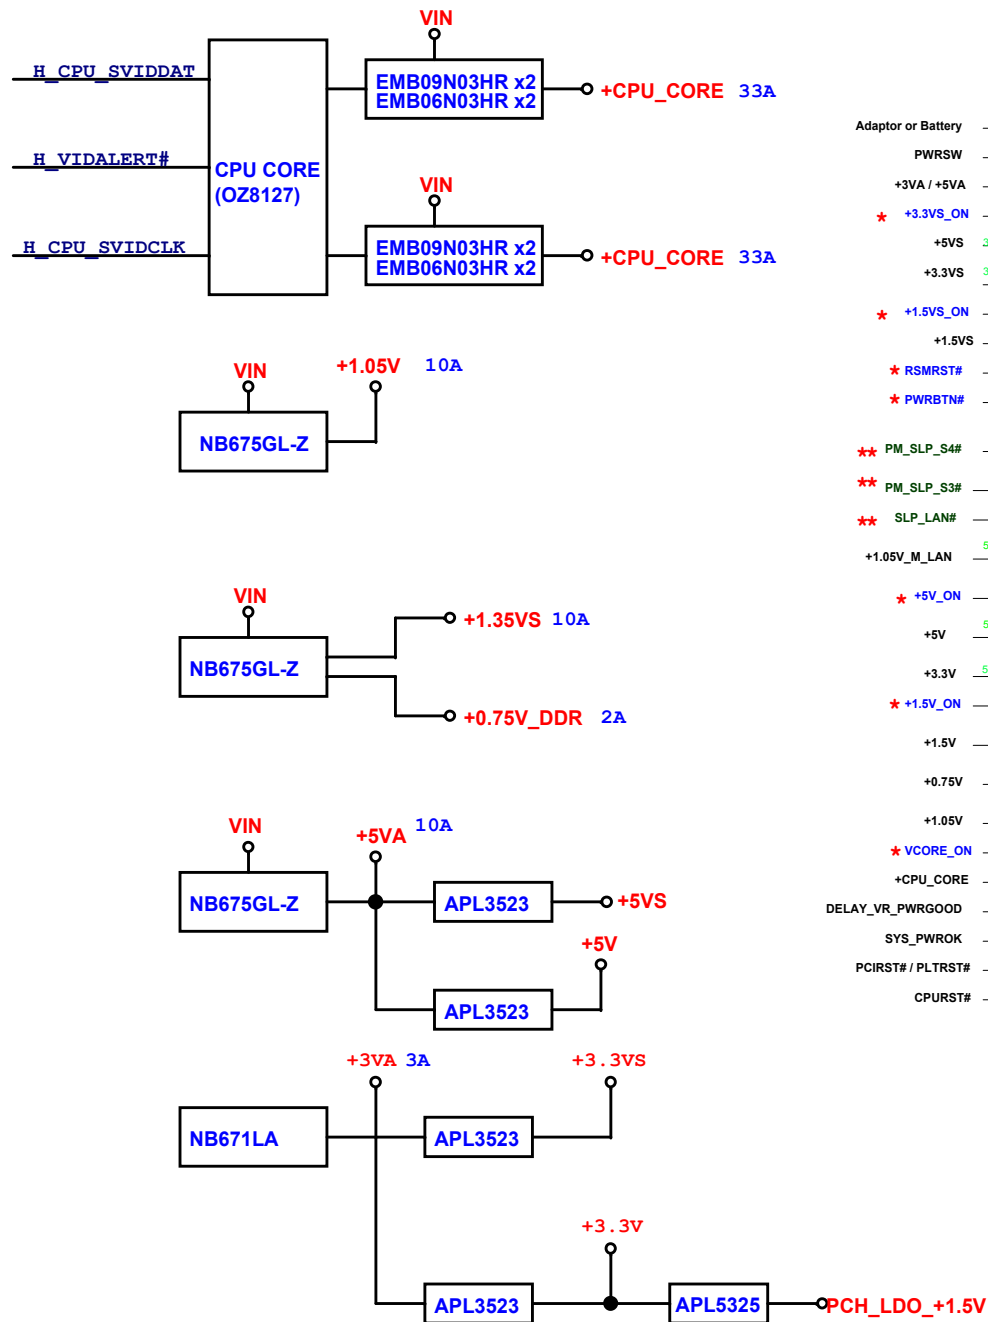 VIN
H_CPU_SVIDDAT
EMB09N03HR x2
EMB06N03HR x2
+CPU_CORE 33A
H_VIDALERT#
CPU CORE
(OZ8127)
VIN
H_CPU_SVIDCLK
EMB09N03HR x2
EMB06N03HR x2
+CPU_CORE 33A
VIN
+1.05V 10A
NB675GL-Z
VIN
+1.35VS 10A
NB675GL-Z
+0.75V_DDR 2A
VIN
+5VA 10A
NB675GL-Z
APL3523
+5VS
+5V
APL3523
+3VA 3A
+3.3VS
NB671LA
APL3523
+3.3V
APL3523
APL5325
PCH_LDO_+1.5V
Adaptor or Battery
PWRSW
+3VA / +5VA
* +3.3VS_ON
+5VS 3
+3.3VS 3
* +1.5VS_ON
+1.5VS
* RSMRST#
* PWRBTN#
** PM_SLP_S4#
** PM_SLP_S3#
** SLP_LAN#
+1.05V_M_LAN 5
* +5V_ON
+5V 5
+3.3V 5
* +1.5V_ON
+1.5V
+0.75V
+1.05V
* VCORE_ON
+CPU_CORE
DELAY_VR_PWRGOOD
SYS_PWROK
PCIRST# / PLTRST#
CPURST#